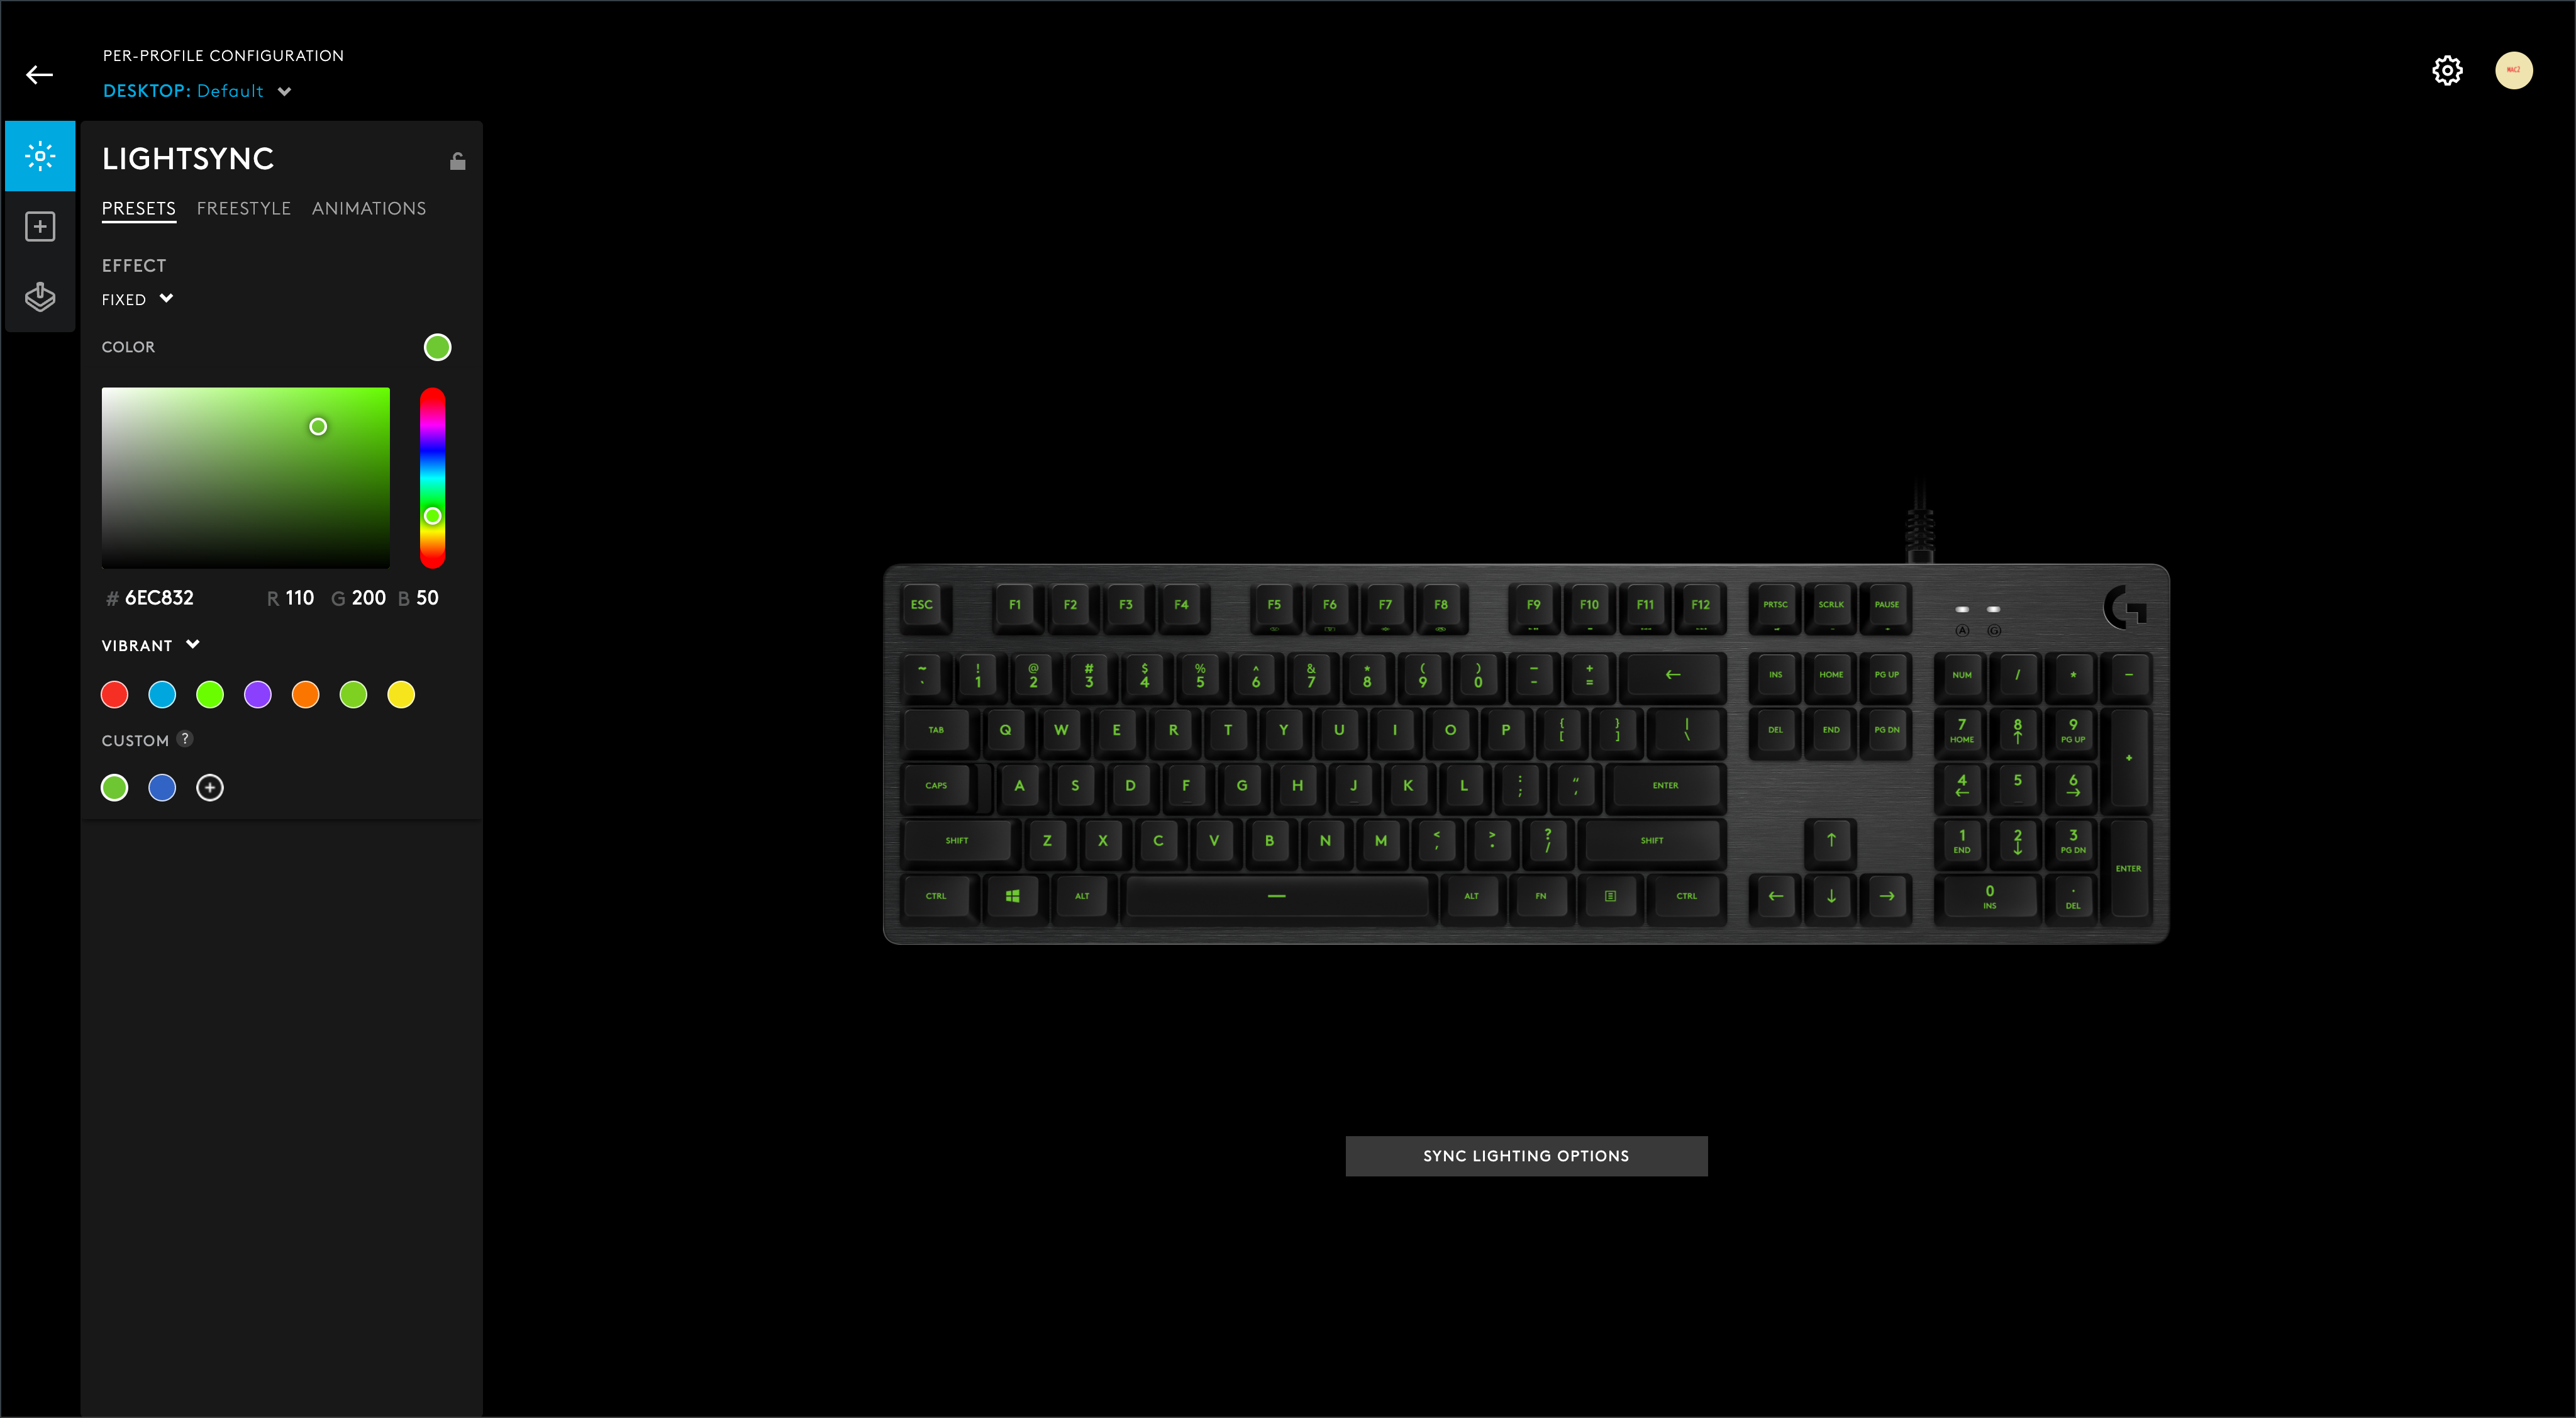 PER-PROFILE CONFIGURATION
DESKTOP: Default
MAC2
LIGHTSYNC
PRESETS FREESTYLE ANIMATIONS
EFFECT
FIXED
COLOR
# 6EC832 R 110 G 200 B 50
VIBRANT
CUSTOM ?
ESC F1 F2 F3 F4 F5 F6 F7 F8 F9 F10 F11 F12 PRTSC SCRLK PAUSE
A G
~ ! @ # $ % ^ & * ( ) – +
` 1 2 3 4 5 6 7 8 9 0 - = ← INS HOME PG UP NUM / * –
TAB Q W E R T Y U I O P { [ } ] | \ DEL END PG DN 7 HOME 8 ↑ 9 PG UP +
CAPS A S D F G H J K L : ; “ ‘ ENTER 4 ← 5 6 →
SHIFT Z X C V B N M < , > . ? / SHIFT ↑ 1 END 2 ↓ 3 PG DN ENTER
CTRL ALT — ALT FN CTRL ← ↓ → 0 INS . DEL
SYNC LIGHTING OPTIONS